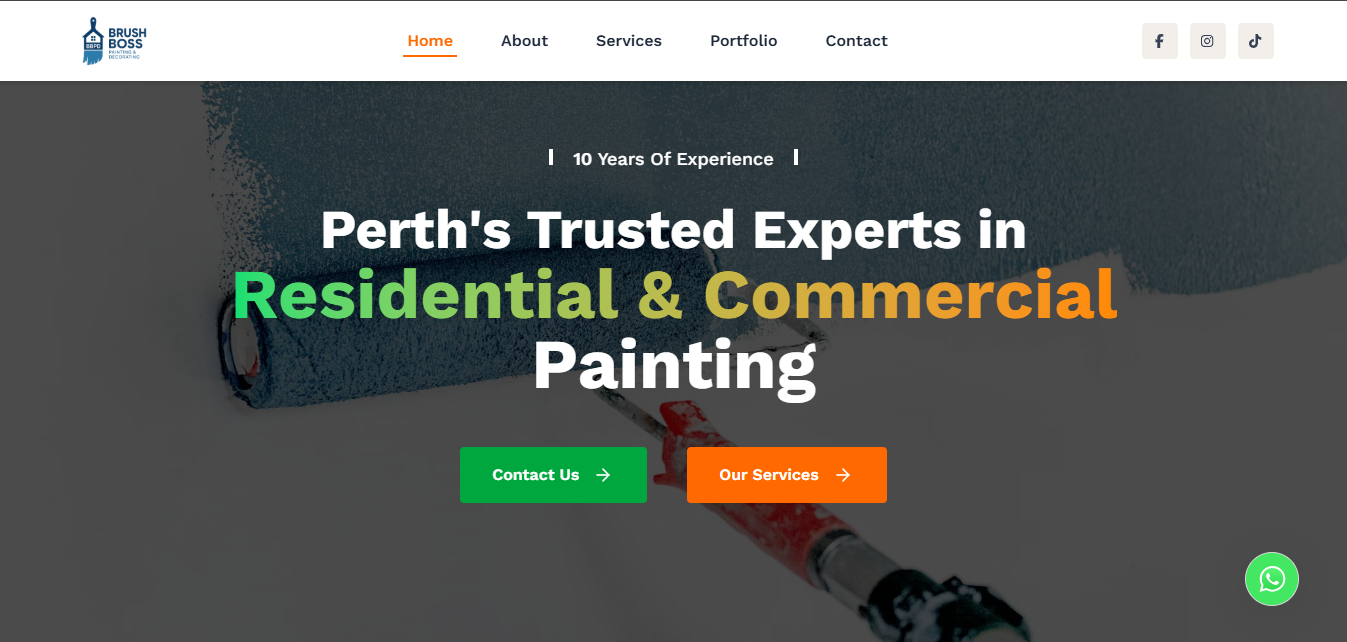 BRUSH
BOSS
PAINTING &
DECORATING
BBPD
Home
About
Services
Portfolio
Contact
10 Years Of Experience
Perth's Trusted Experts in
Residential & Commercial
Painting
Contact Us
Our Services